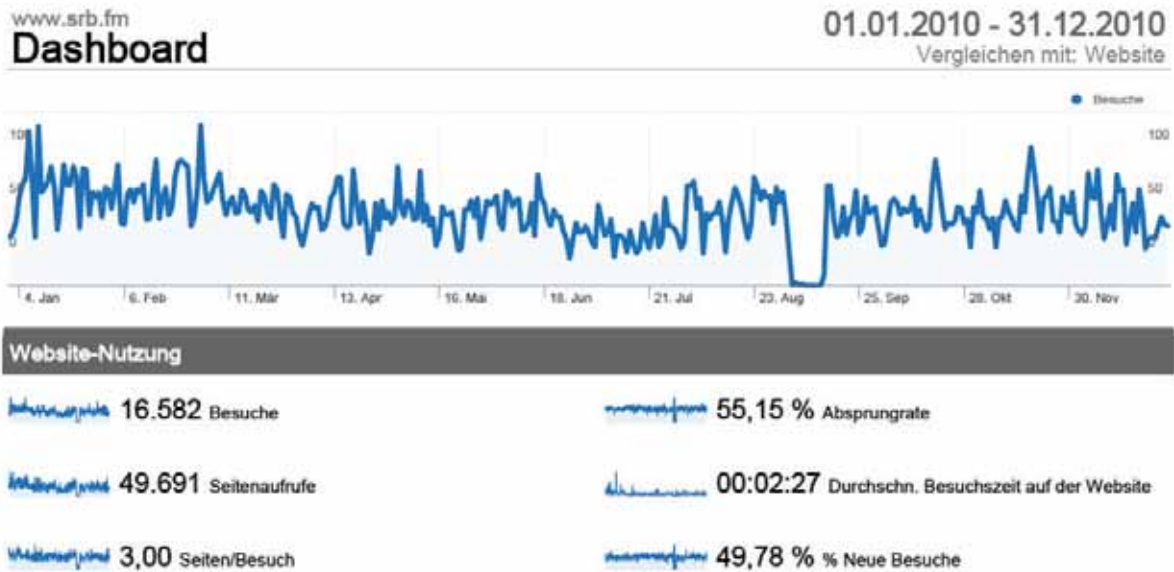 www.srb.fm
Dashboard
01.01.2010 - 31.12.2010
Vergleichen mit: Website
Besuche
100 100
50 50
0 0
4. Jan 6. Feb 11. Mär 13. Apr 16. Mai 18. Jun 21. Jul 23. Aug 25. Sep 28. Okt 30. Nov
Website-Nutzung
16.582 Besuche
55,15 % Absprungrate
49.691 Seitenaufrufe
00:02:27 Durchschn. Besuchszeit auf der Website
3,00 Seiten/Besuch
49,78 % % Neue Besuche